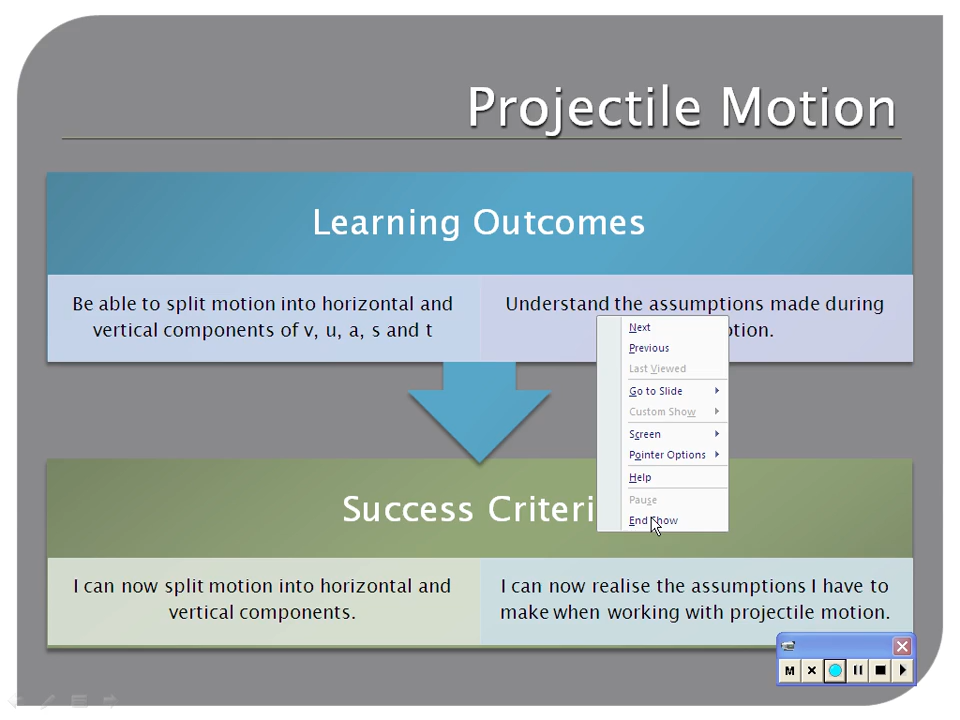 Projectile Motion
Learning Outcomes
Be able to split motion into horizontal and
vertical components of v, u, a, s and t
Understand the assumptions made during
Next
Previous
Last Viewed
Go to Slide
Custom Show
Screen
Pointer Options
Help
Pause
End Show
Success
I can now split motion into horizontal and
vertical components.
I can now realise the assumptions I have to
make when working with projectile motion.
M